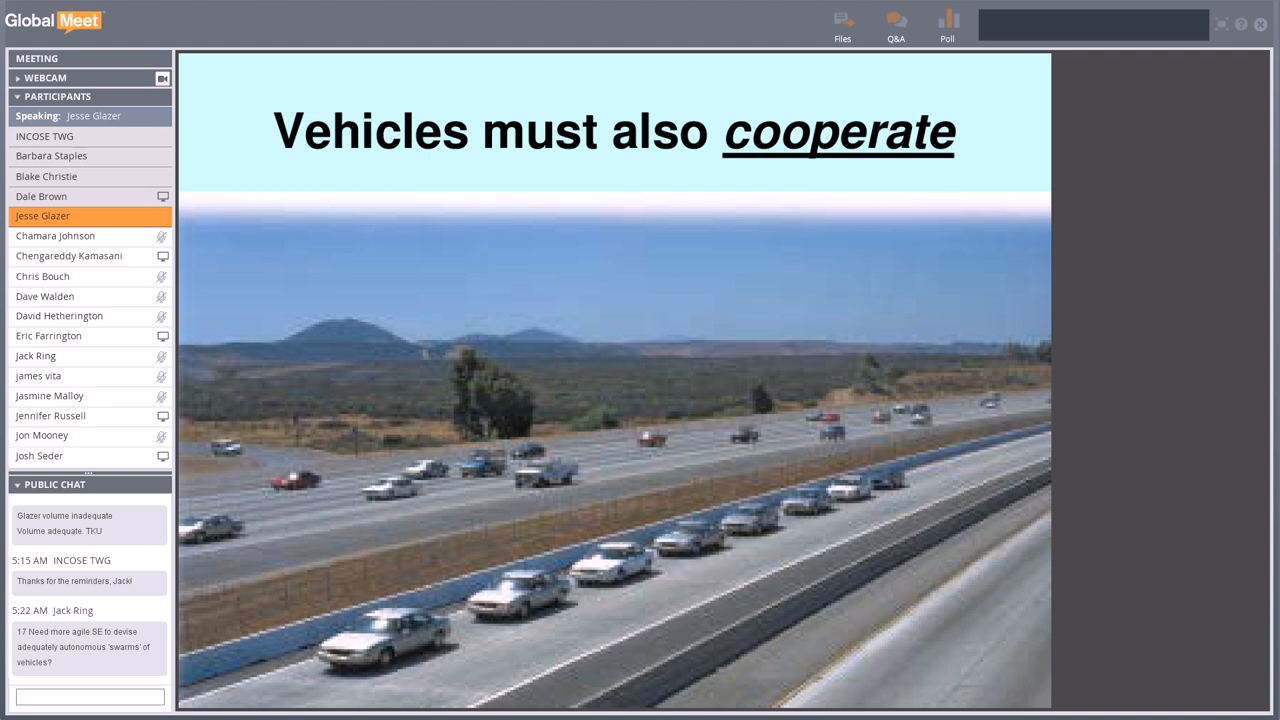 Global Meet
Files
Q&A
Poll
MEETING
WEBCAM
PARTICIPANTS
Speaking: Jesse Glazer
INCOSE TWG
Barbara Staples
Blake Christie
Dale Brown
Jesse Glazer
Chamara Johnson
Chengareddy Kamasani
Chris Bouch
Dave Walden
David Hetherington
Eric Farrington
Jack Ring
james vita
Jasmine Malloy
Jennifer Russell
Jon Mooney
Josh Seder
PUBLIC CHAT
Glazer volume inadequate
Volume adequate. TKU
5:15 AM INCOSE TWG
Thanks for the reminders, Jack!
5:22 AM Jack Ring
17 Need more agile SE to devise
adequately autonomous 'swarms' of
vehicles?
Vehicles must also cooperate